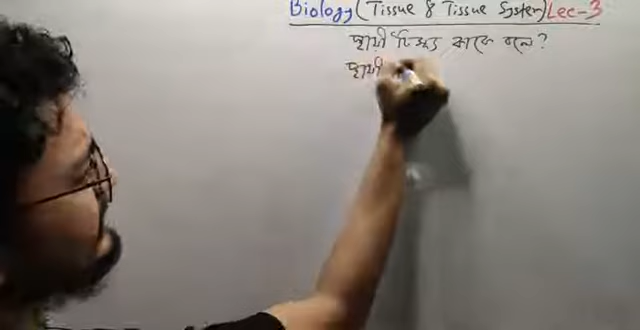 Biology (Tissue & Tissue System) Lec-3
স্থায়ী টিস্যু কাকে বলে?
স্থায়ী